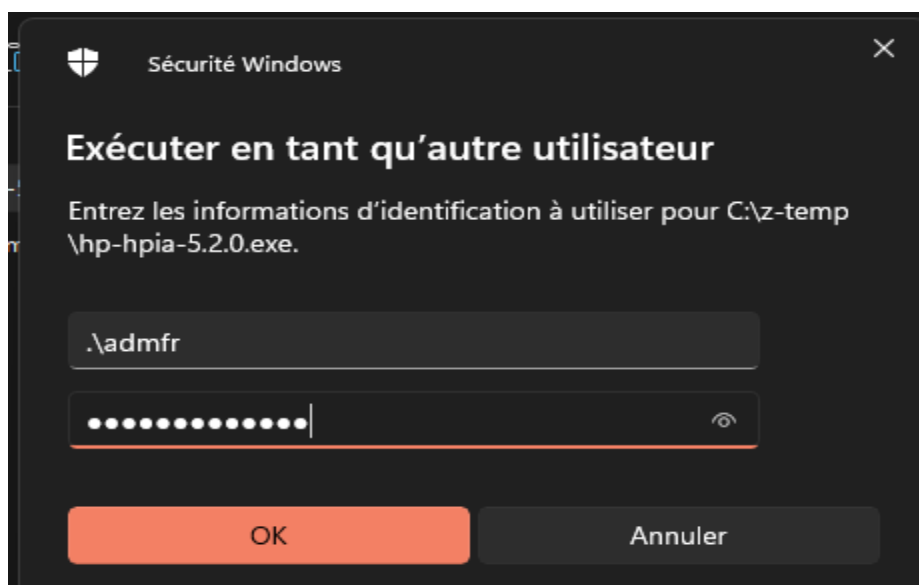 Sécurité Windows
Exécuter en tant qu’autre utilisateur
Entrez les informations d’identification à utiliser pour C:\z-temp
\hp-hpia-5.2.0.exe.
.\admfr
●●●●●●●●●●●●●
OK
Annuler